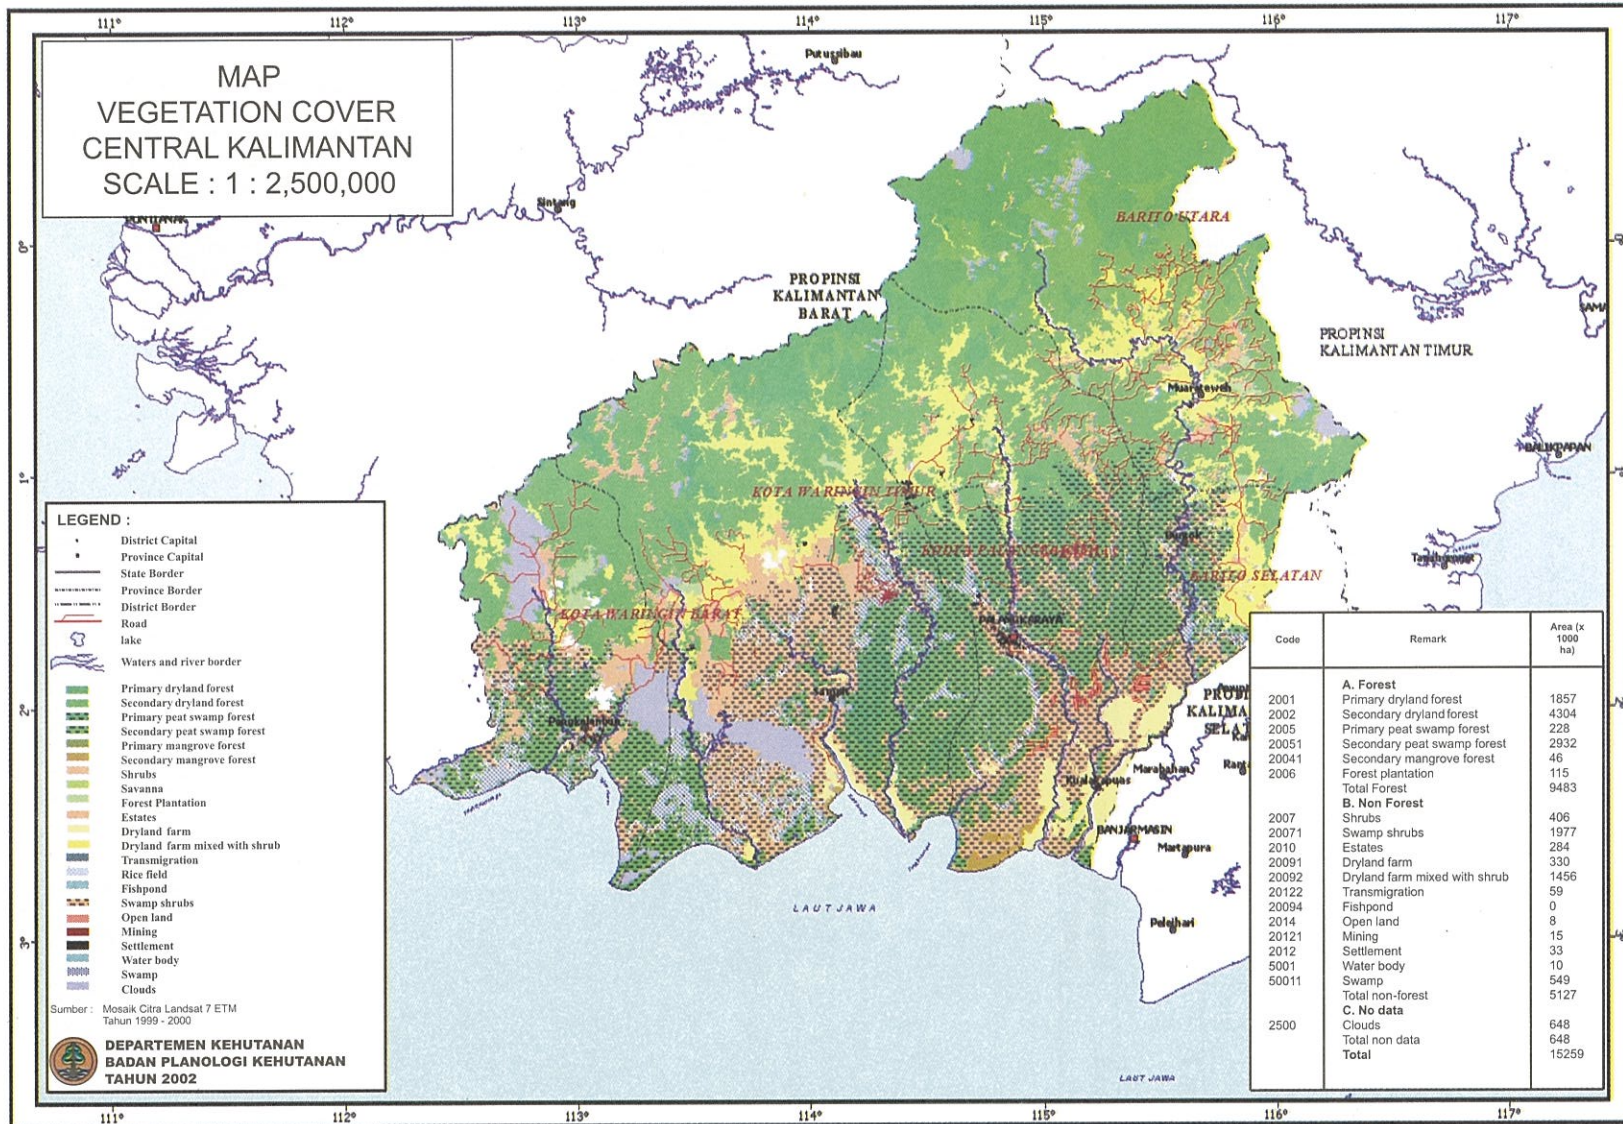 111°
112°
113°
114°
115°
116°
117°
MAP
VEGETATION COVER
CENTRAL KALIMANTAN
SCALE : 1 : 2,500,000
Putussibau
Sintang
0°
BARITO UTARA
PROPINSI
KALIMANTAN
BARAT
PROPINSI
KALIMANTAN TIMUR
Muarateweh
BALIKPAPAN
1°
KOTA WARINGIN TIMUR
BARITO SELATAN
KOTA WARINGIN BARAT
PALANGKARAYA
Sampit
Pangkalanbun
2°
Kualakapuas
Marabahan
BANJARMASIN
Martapura
LAUT JAWA
Peleihari
3°
LAUT JAWA
LEGEND :
District Capital
Province Capital
State Border
Province Border
District Border
Road
lake
Waters and river border
Primary dryland forest
Secondary dryland forest
Primary peat swamp forest
Secondary peat swamp forest
Primary mangrove forest
Secondary mangrove forest
Shrubs
Savanna
Forest Plantation
Estates
Dryland farm
Dryland farm mixed with shrub
Transmigration
Rice field
Fishpond
Swamp shrubs
Open land
Mining
Settlement
Water body
Swamp
Clouds
Sumber : Mosaik Citra Landsat 7 ETM
Tahun 1999 - 2000
DEPARTEMEN KEHUTANAN
BADAN PLANOLOGI KEHUTANAN
TAHUN 2002
Code Remark Area (x 1000 ha)
A. Forest
2001 Primary dryland forest 1857
2002 Secondary dryland forest 4304
2005 Primary peat swamp forest 228
20051 Secondary peat swamp forest 2932
20041 Secondary mangrove forest 46
2006 Forest plantation 115
Total Forest 9483
B. Non Forest
2007 Shrubs 406
20071 Swamp shrubs 1977
2010 Estates 284
20091 Dryland farm 330
20092 Dryland farm mixed with shrub 1456
20122 Transmigration 59
20094 Fishpond 0
2014 Open land 8
20121 Mining 15
2012 Settlement 33
5001 Water body 10
50011 Swamp 549
Total non-forest 5127
C. No data
2500 Clouds 648
Total non data 648
Total 15259
111°
112°
113°
114°
115°
116°
117°